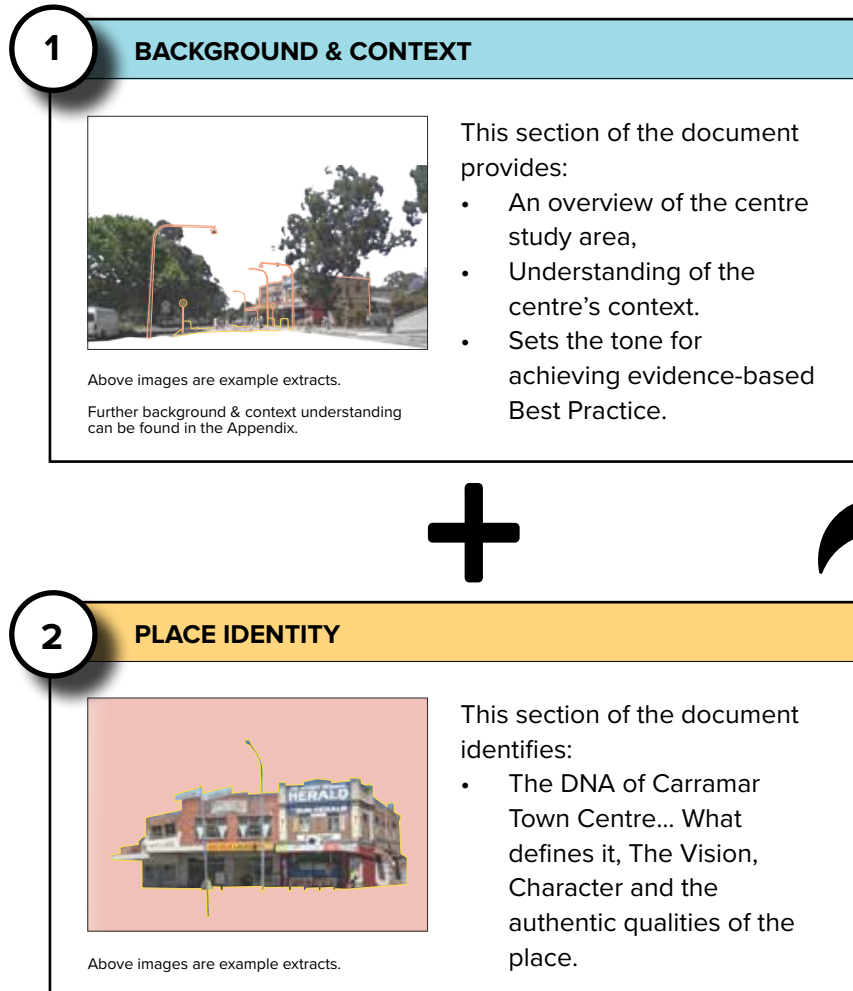 1
BACKGROUND & CONTEXT
This section of the document
provides:
• An overview of the centre
study area,
• Understanding of the
centre's context.
• Sets the tone for
achieving evidence-based
Best Practice.
Above images are example extracts.
Further background & context understanding
can be found in the Appendix.
2
PLACE IDENTITY
HERALD
This section of the document
identifies:
• The DNA of Carramar
Town Centre... What
defines it, The Vision,
Character and the
authentic qualities of the
place.
Above images are example extracts.